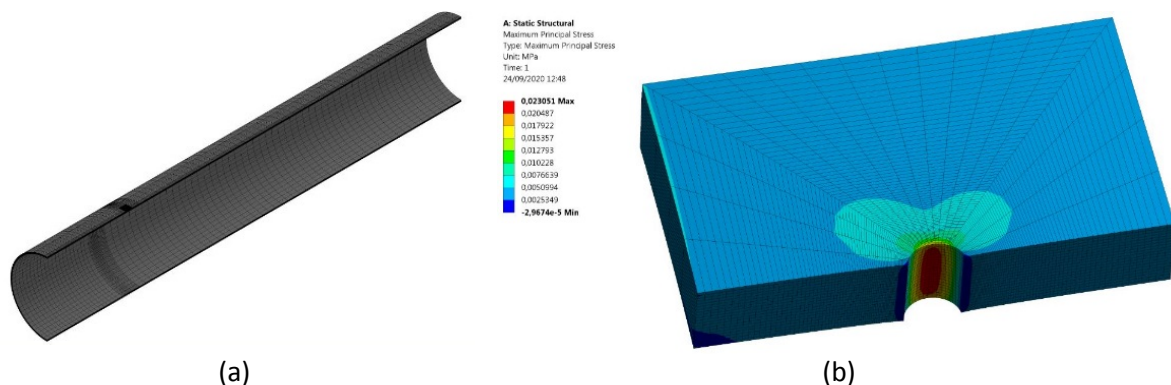 A: Static Structural
Maximum Principal Stress
Type: Maximum Principal Stress
Unit: MPa
Time: 1
24/09/2020 12:48
0,023051 Max
0,020487
0,017922
0,015357
0,012793
0,010228
0,0076639
0,0050994
0,0025349
-2,9674e-5 Min
(a)
(b)